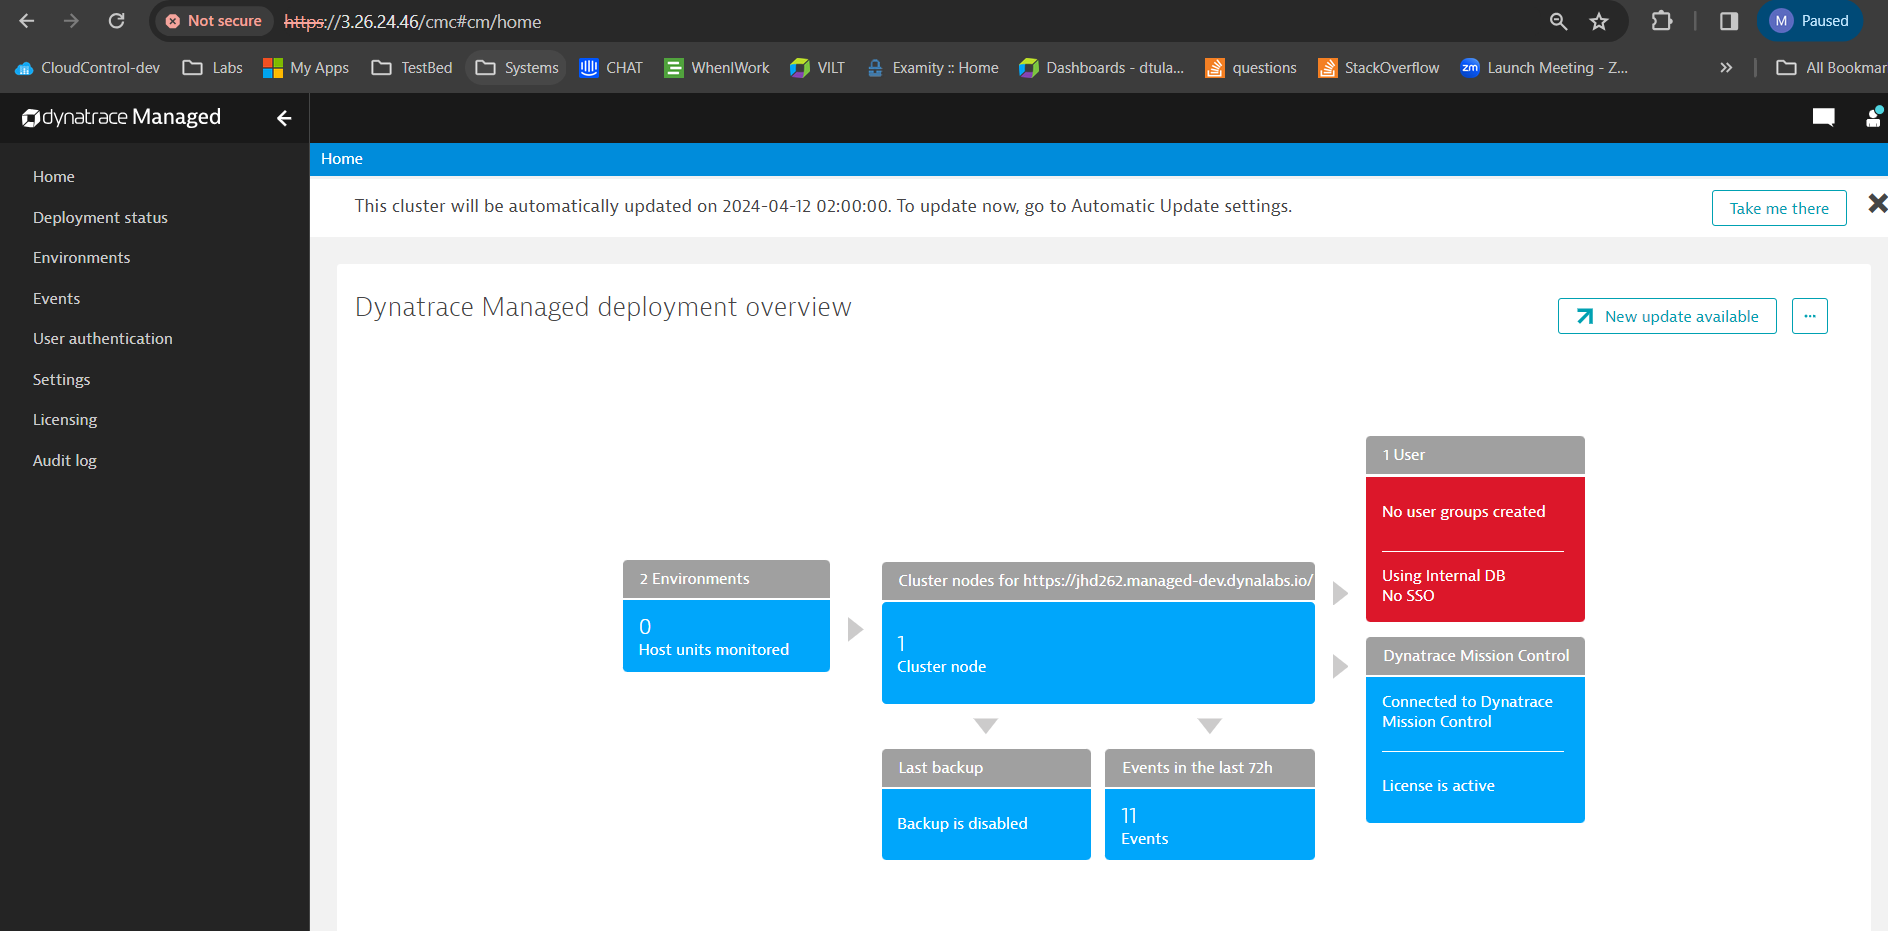 Not secure https://3.26.24.46/cmc#cm/home M Paused
CloudControl-dev Labs My Apps TestBed Systems CHAT WhenIWork VILT Examity :: Home Dashboards - dtula... questions StackOverflow zm Launch Meeting - Z... » All Bookmar
dynatrace Managed
Home
Deployment status
Environments
Events
User authentication
Settings
Licensing
Audit log
Home
This cluster will be automatically updated on 2024-04-12 02:00:00. To update now, go to Automatic Update settings.
Take me there
Dynatrace Managed deployment overview
New update available
...
2 Environments
0
Host units monitored
Cluster nodes for https://jhd262.managed-dev.dynalabs.io/
1
Cluster node
1 User
No user groups created
Using Internal DB
No SSO
Dynatrace Mission Control
Connected to Dynatrace
Mission Control
License is active
Last backup
Backup is disabled
Events in the last 72h
11
Events